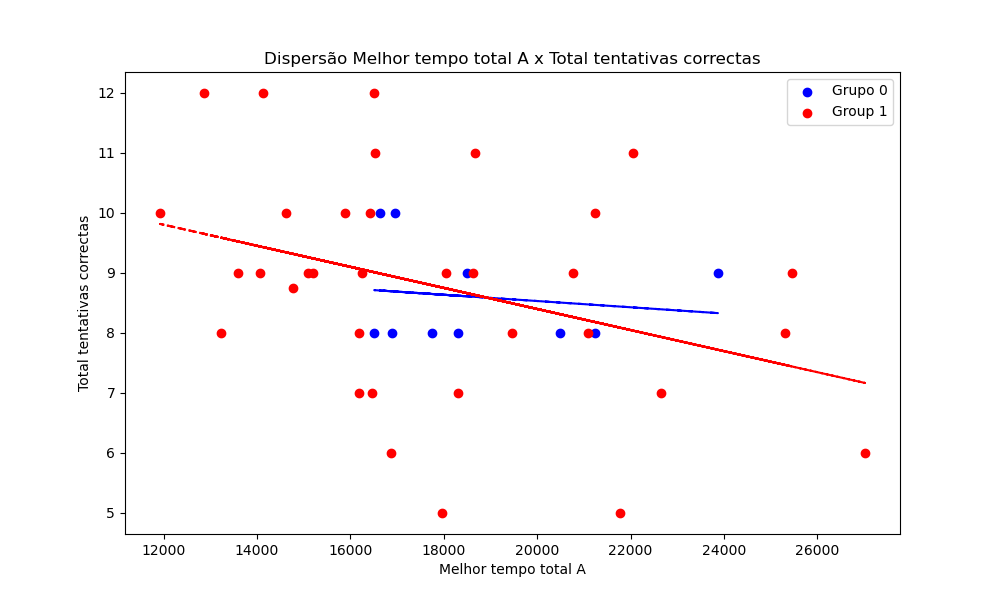 Dispersão Melhor tempo total A x Total tentativas correctas
Grupo 0
Group 1
Total tentativas correctas
12
11
10
9
8
7
6
5
12000 14000 16000 18000 20000 22000 24000 26000
Melhor tempo total A